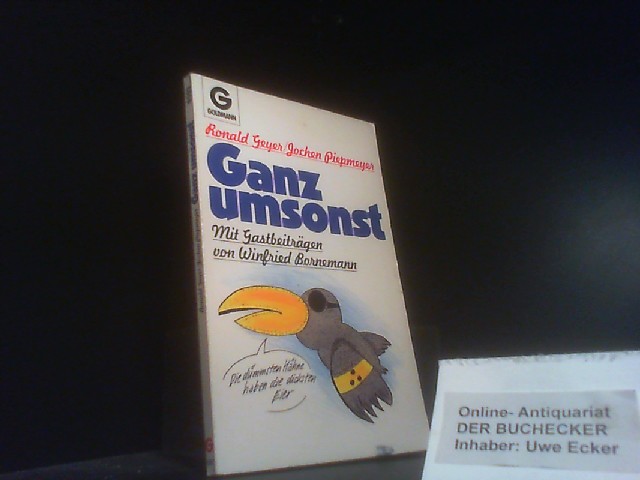 G
GOLDMANN
Ronald Geyer/Jochen Piepmeyer
Ganz
umsonst
Mit Gastbeiträgen
von Winfried Bornemann
Die dümmsten Hähne
haben die dicksten
Eier
Online- Antiquariat
DER BUCHECKER
Inhaber: Uwe Ecker